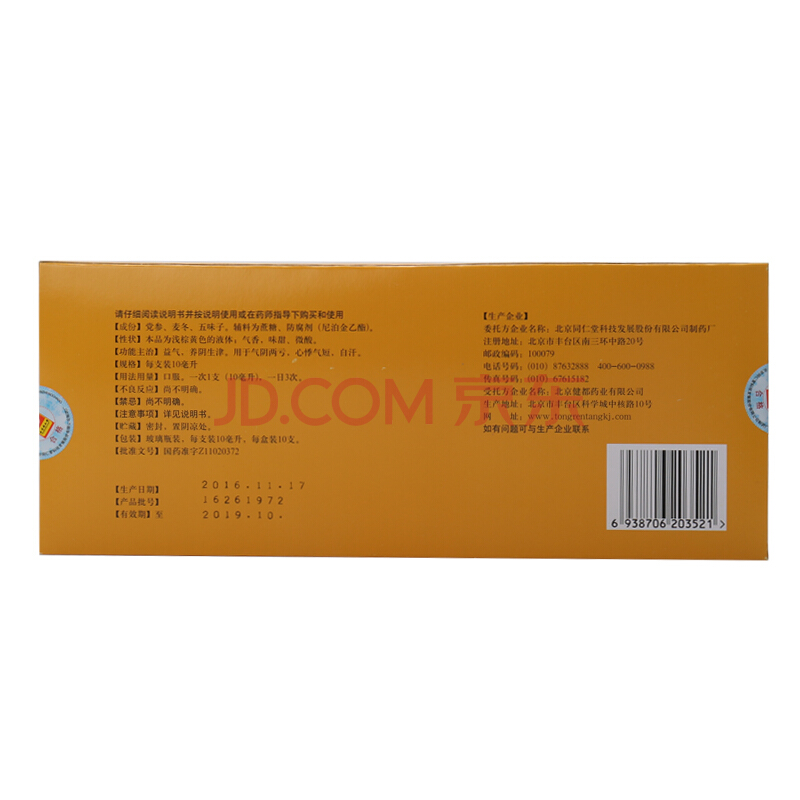 请仔细阅读说明书并按说明使用或在药师指导下购买和使用
【成份】党参、麦冬、五味子。辅料为蔗糖、防腐剂（尼泊金乙酯）。
【性状】本品为浅棕黄色的液体；气香，味甜、微酸。
【功能主治】益气，养阴生津。用于气阴两亏，心悸气短，自汗。
【规格】每支装10毫升
【用法用量】口服。一次1支（10毫升），一日3次。
【不良反应】尚不明确。
【禁忌】尚不明确。
【注意事项】详见说明书。
【贮藏】密封，置阴凉处。
【包装】玻璃瓶装，每支装10毫升，每盒装10支。
【批准文号】国药准字Z11020372
【生产日期】 2016.11.17
【产品批号】 16261972
【有效期】至 2019.10.
【生产企业】
委托方企业名称：北京同仁堂科技发展股份有限公司制药厂
注册地址：北京市丰台区南三环中路20号
邮政编码：100079
电话号码：(010) 87632888 400-600-0988
传真号码：(010) 67615182
受托方企业名称：北京健都药业有限公司
生产地址：北京市丰台区科学城中核路10号
网 址：www.tongrentangkj.com
如有问题可与生产企业联系
6 938706 203521 >
JD.COM 京东
合格
合格